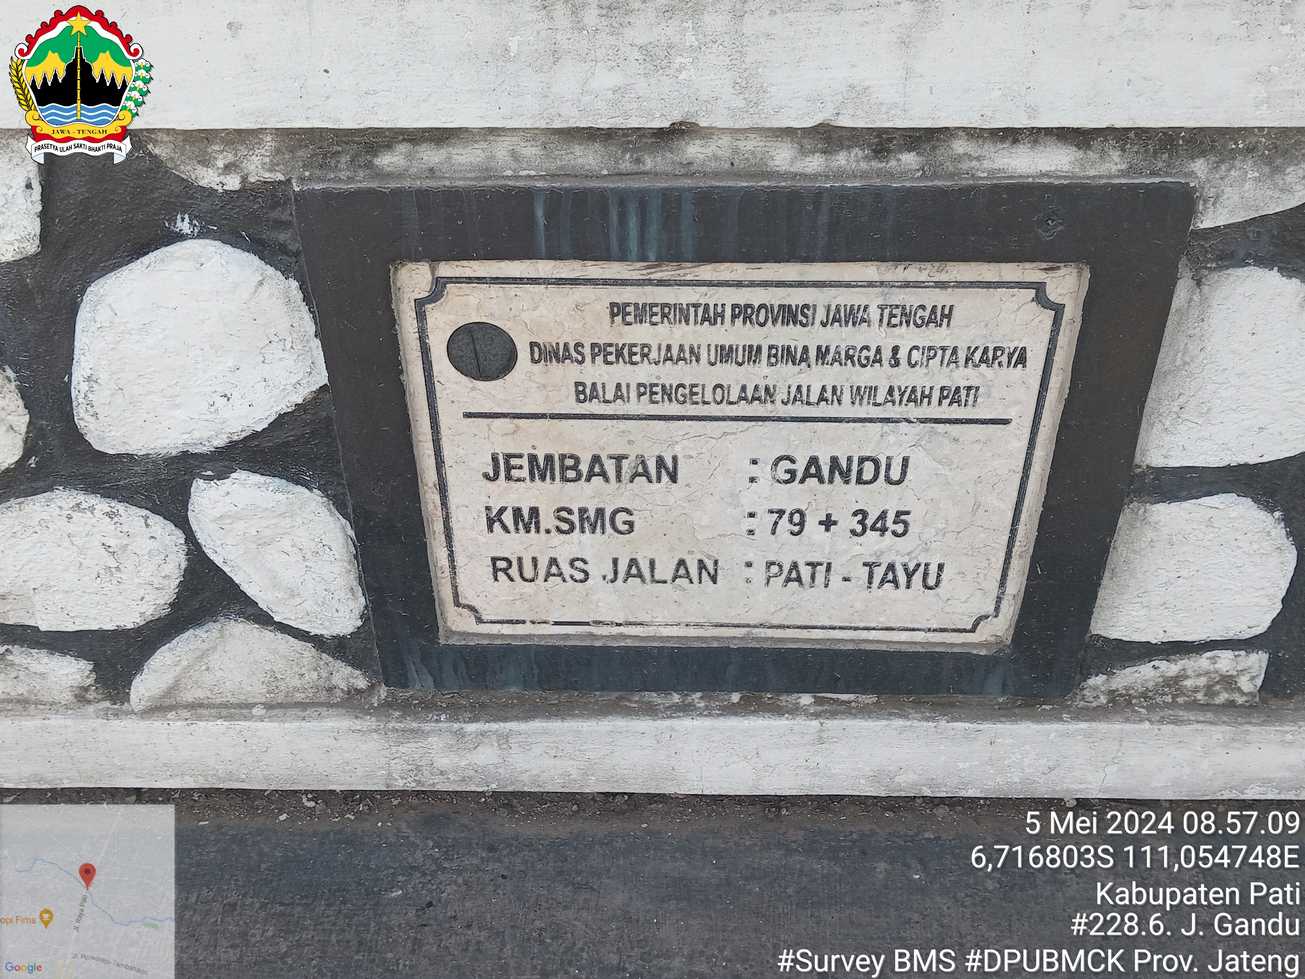 JAWA - TENGAH
PRASETYA ULAH SAKTI BHAKTI PRAJA
PEMERINTAH PROVINSI JAWA TENGAH
DINAS PEKERJAAN UMUM BINA MARGA & CIPTA KARYA
BALAI PENGELOLAAN JALAN WILAYAH PATI
JEMBATAN : GANDU
KM.SMG : 79 + 345
RUAS JALAN : PATI - TAYU
5 Mei 2024 08.57.09
6,716803S 111,054748E
Kabupaten Pati
#228.6. J. Gandu
#Survey BMS #DPUBMCK Prov. Jateng
opi Fims
Google